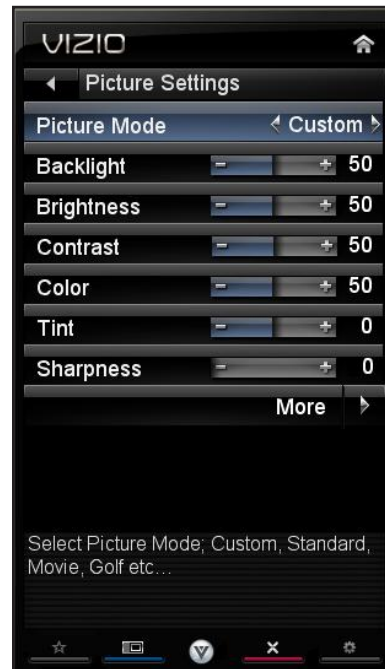 VIZIO
Picture Settings
Picture Mode Custom
Backlight - + 50
Brightness - + 50
Contrast - + 50
Color - + 50
Tint - + 0
Sharpness - + 0
More
Select Picture Mode; Custom, Standard,
Movie, Golf etc...
V